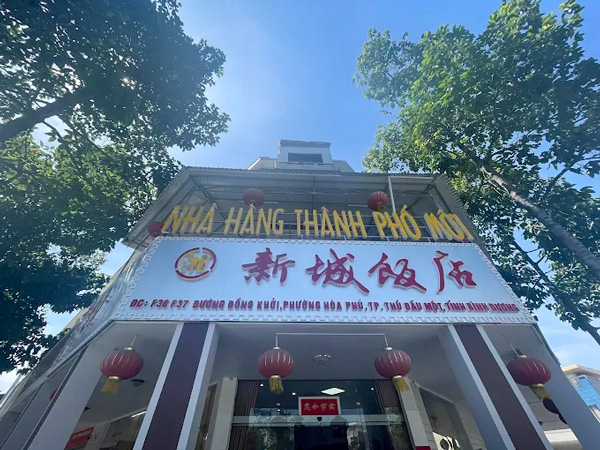 NHÀ HÀNG THÀNH PHỐ MỚI
新城飯店
ĐC: F36 F37 ĐƯỜNG ĐỒNG KHỞI, PHƯỜNG HÒA PHÚ, TP. THỦ DẦU MỘT, TỈNH BÌNH DƯƠNG